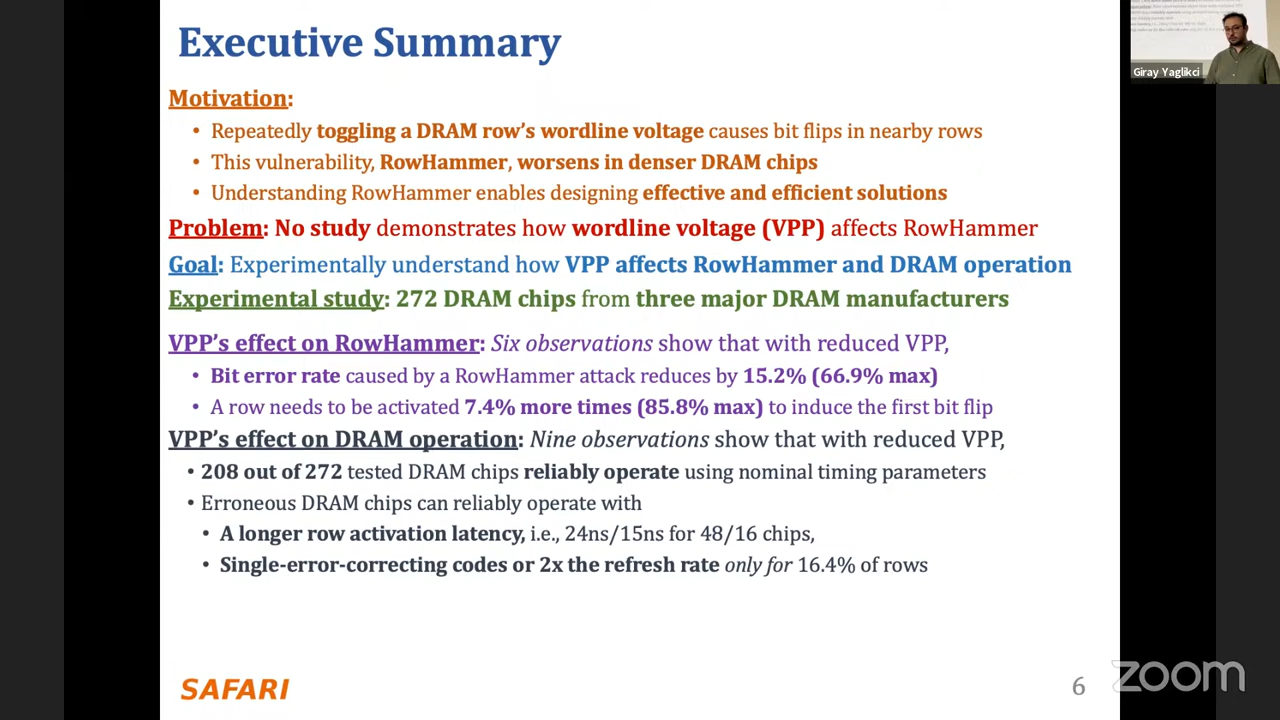 Executive Summary
Motivation:
• Repeatedly toggling a DRAM row's wordline voltage causes bit flips in nearby rows
• This vulnerability, RowHammer, worsens in denser DRAM chips
• Understanding RowHammer enables designing effective and efficient solutions
Problem: No study demonstrates how wordline voltage (VPP) affects RowHammer
Goal: Experimentally understand how VPP affects RowHammer and DRAM operation
Experimental study: 272 DRAM chips from three major DRAM manufacturers
VPP's effect on RowHammer: Six observations show that with reduced VPP,
• Bit error rate caused by a RowHammer attack reduces by 15.2% (66.9% max)
• A row needs to be activated 7.4% more times (85.8% max) to induce the first bit flip
VPP's effect on DRAM operation: Nine observations show that with reduced VPP,
• 208 out of 272 tested DRAM chips reliably operate using nominal timing parameters
• Erroneous DRAM chips can reliably operate with
• A longer row activation latency, i.e., 24ns/15ns for 48/16 chips,
• Single-error-correcting codes or 2x the refresh rate only for 16.4% of rows
SAFARI
6
Giray Yaglikci
zoom